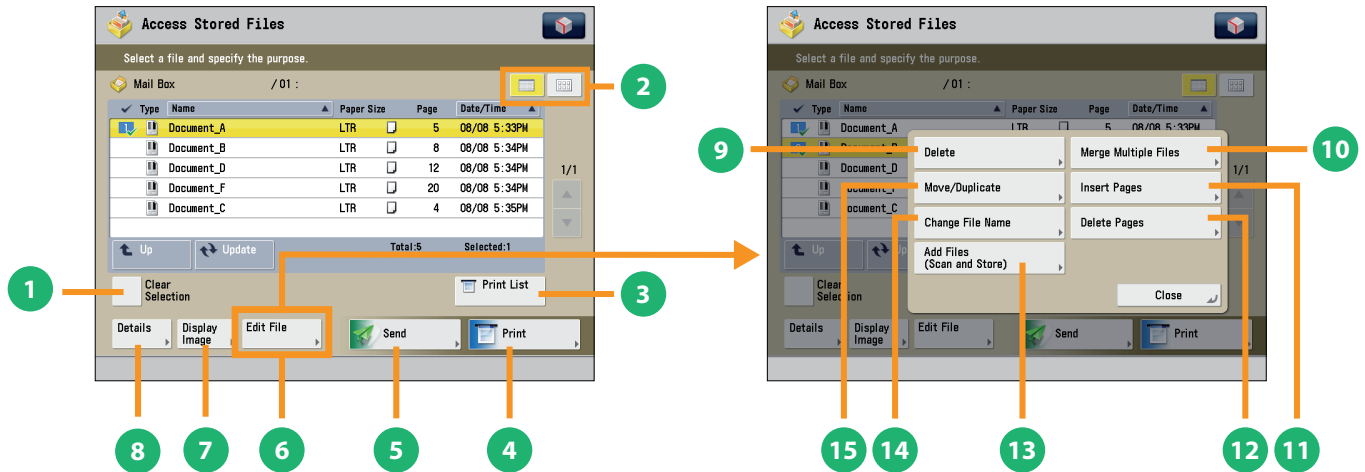 Access Stored Files
Select a file and specify the purpose.
Mail Box /01 :
2
Type Name Paper Size Page Date/Time
1 Document_A LTR 5 08/08 5:33PM
Document_B LTR 8 08/08 5:34PM
Document_D LTR 12 08/08 5:34PM
Document_F LTR 20 08/08 5:34PM
Document_C LTR 4 08/08 5:35PM
1/1
Up Update Total:5 Selected:1
1
Clear
Selection
Print List
3
Details
Display
Image
Edit File
Send
Print
8 7 6 5 4
Access Stored Files
Select a file and specify the purpose.
Mail Box /01 :
Type Name Paper Size Page Date/Time
1 Document_A LTR 5 08/08 5:33PM
Document_D
Document_C
1/1
9
Delete
Merge Multiple Files
10
Move/Duplicate
Insert Pages
Change File Name
Delete Pages
Add Files
(Scan and Store)
Close
Up
Clear
Selection
Details
Display
Image
Edit File
Send
Print
15 14 13 12 11